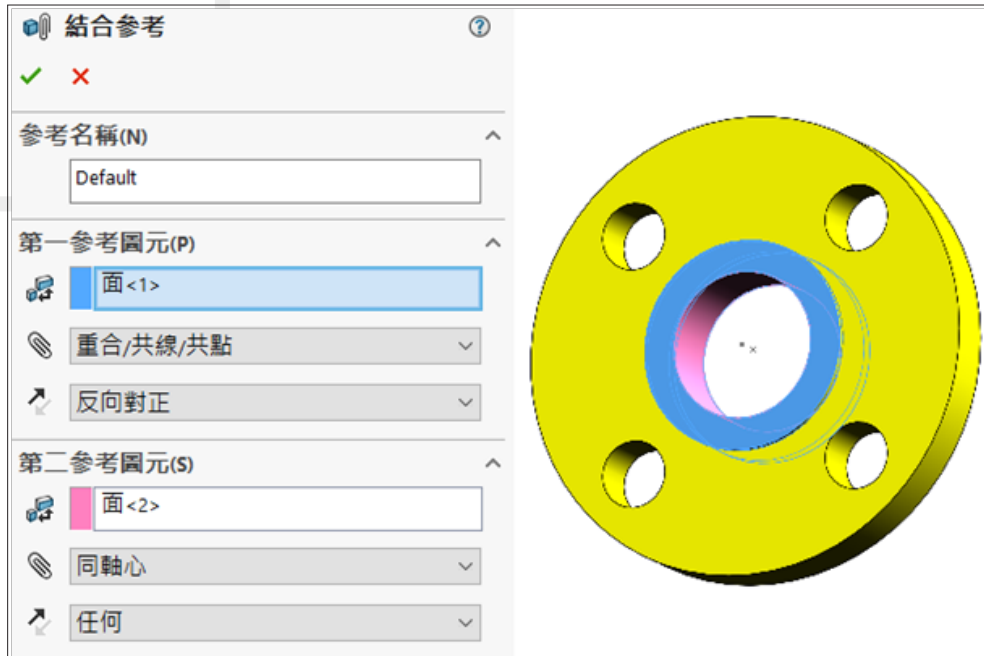 結合參考
參考名稱(N)
Default
第一參考圖元(P)
面<1>
重合/共線/共點
反向對正
第二參考圖元(S)
面<2>
同軸心
任何